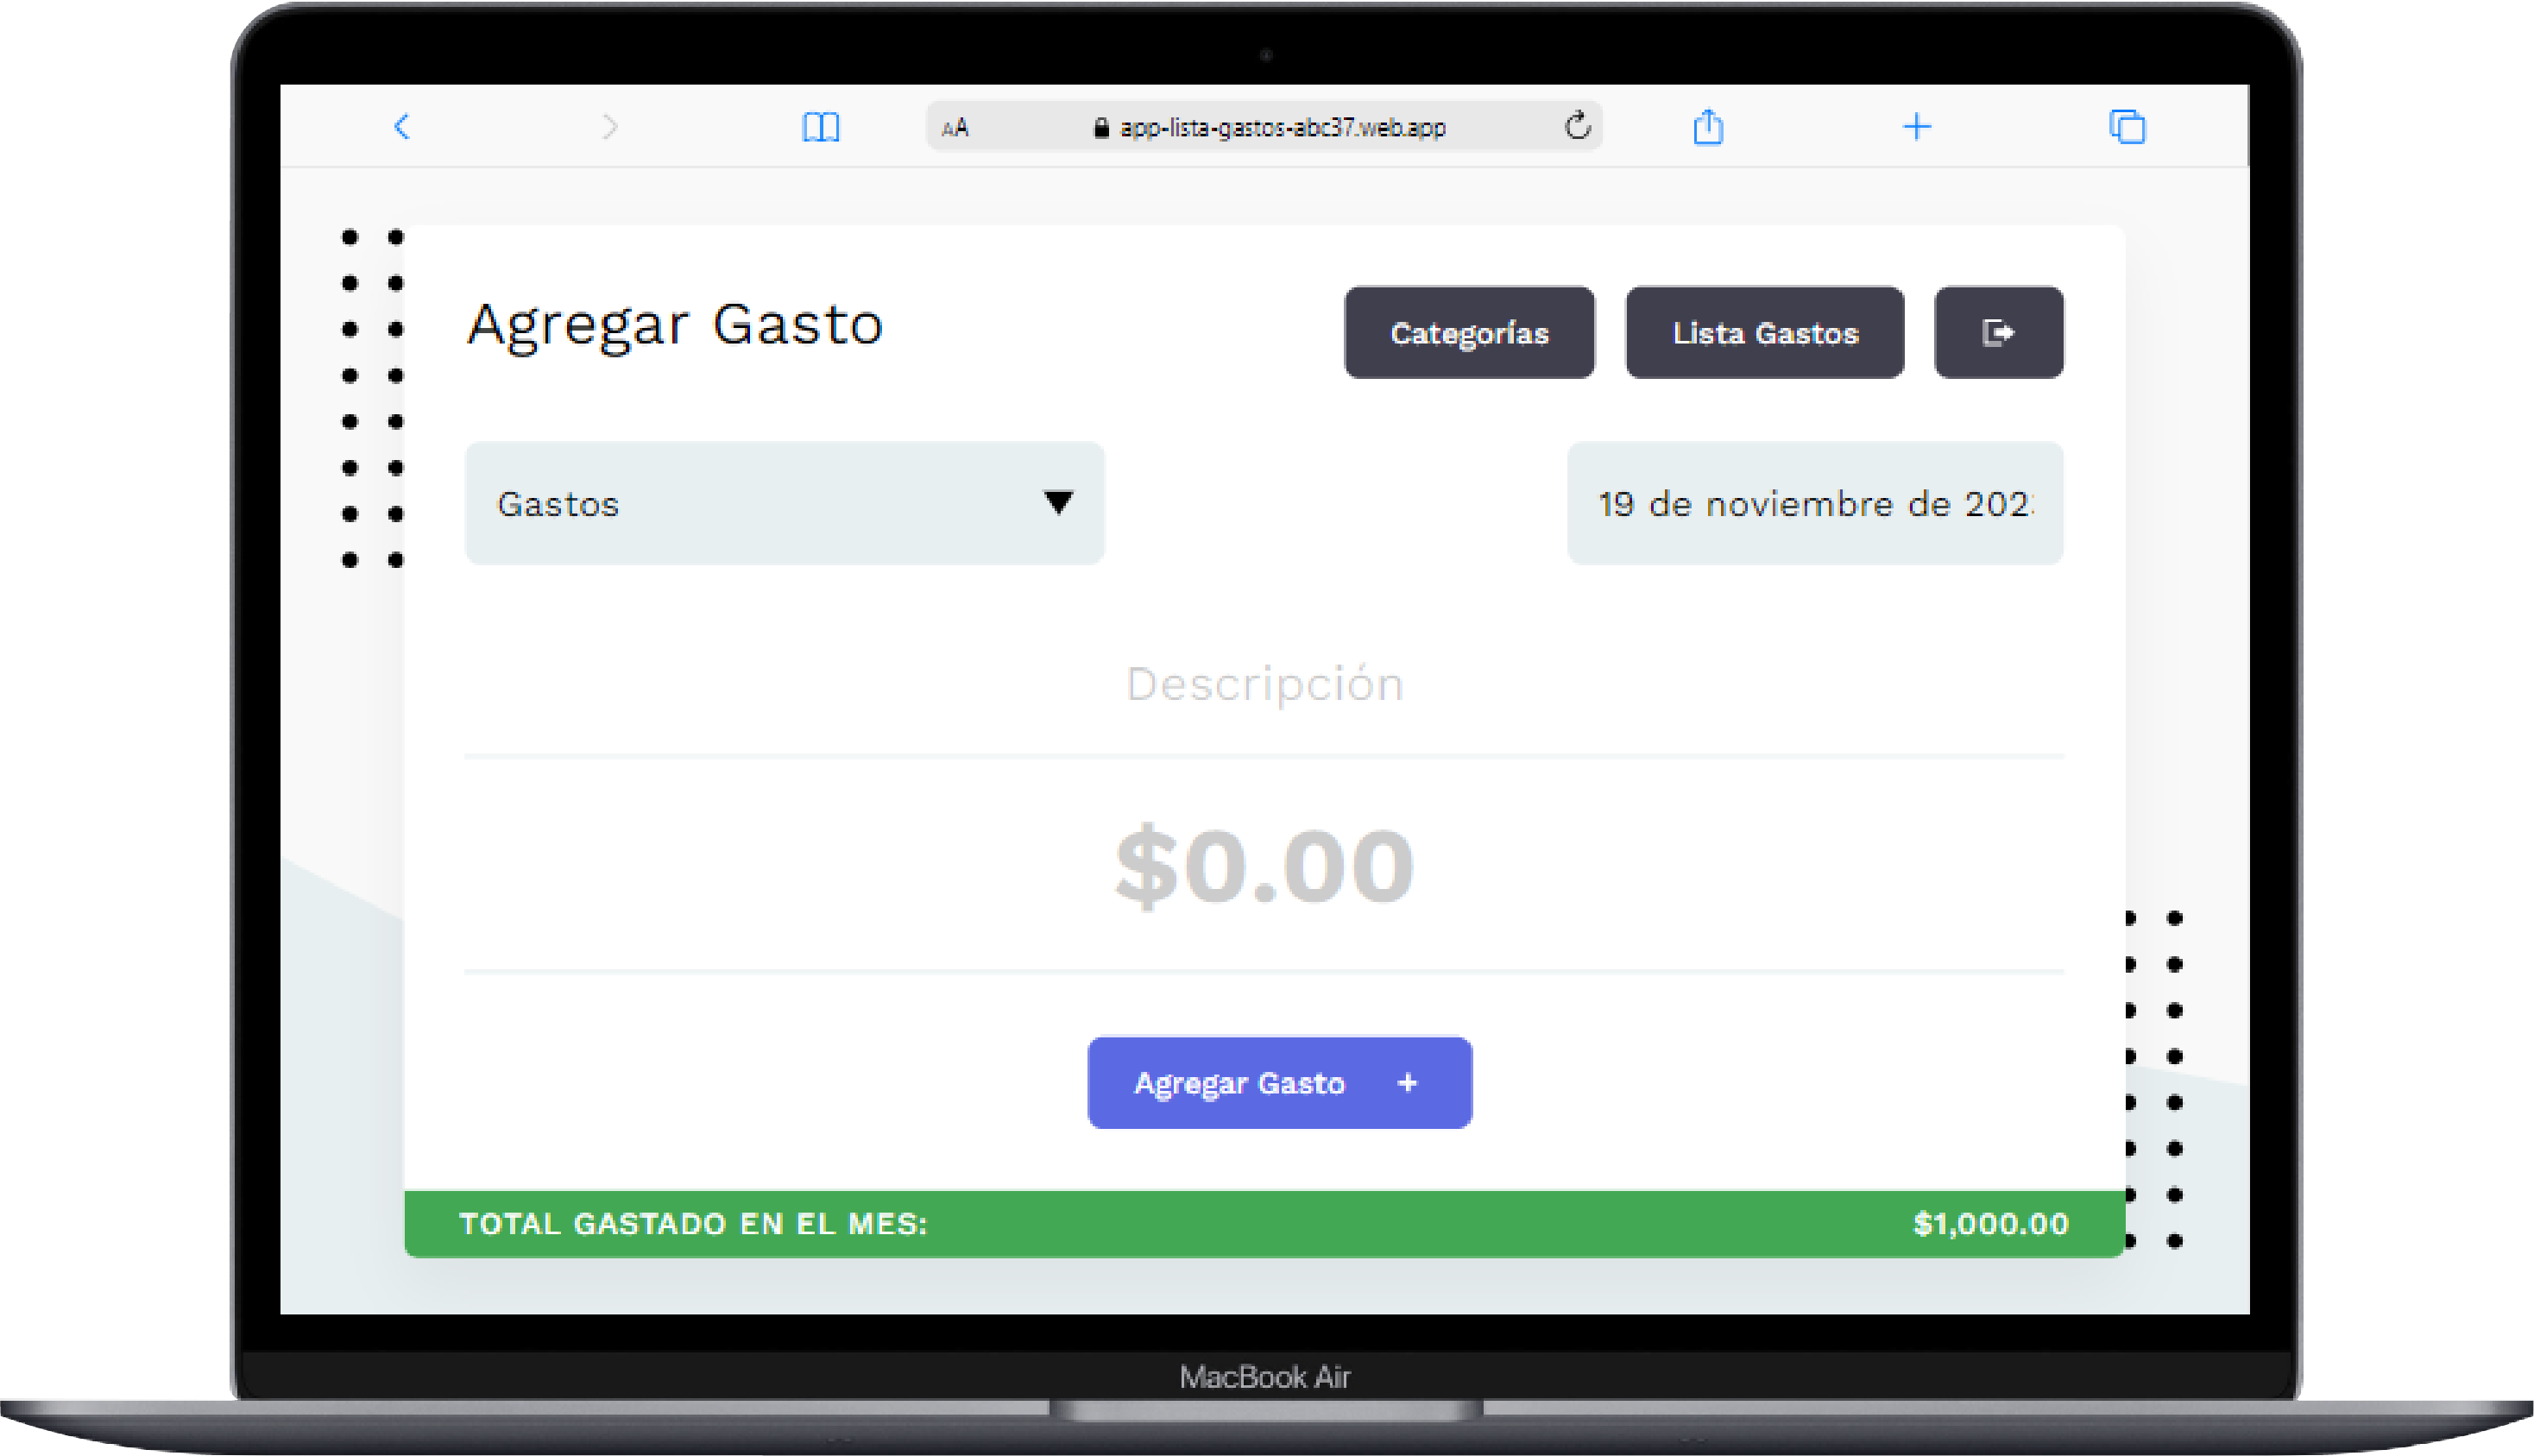 AA app-lista-gastos-abc37.web.app
Agregar Gasto
Categorías
Lista Gastos
Gastos
19 de noviembre de 202
Descripción
$0.00
Agregar Gasto +
TOTAL GASTADO EN EL MES: $1,000.00
MacBook Air